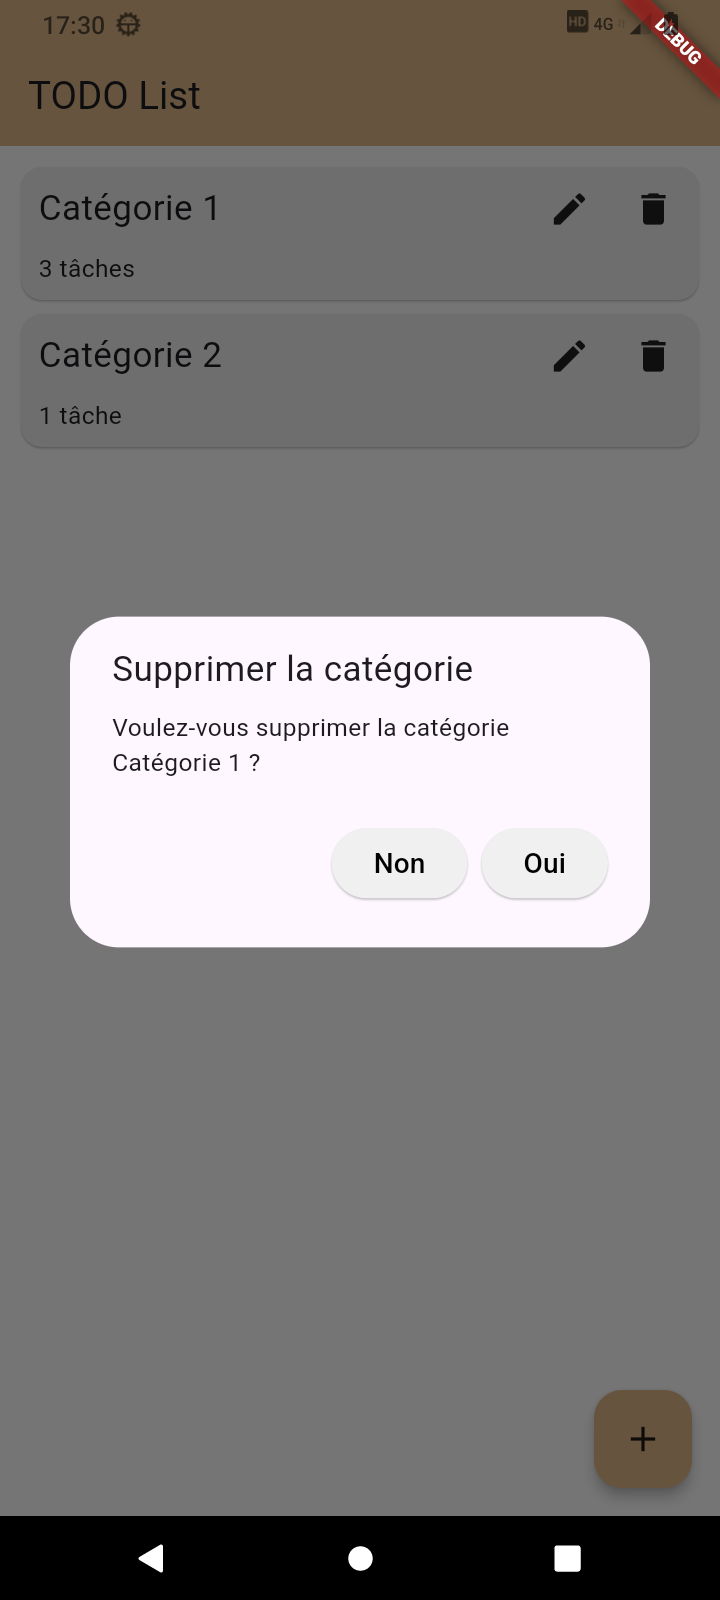 17:30
HD 4G
DEBUG
TODO List
Catégorie 1
3 tâches
Catégorie 2
1 tâche
Supprimer la catégorie
Voulez-vous supprimer la catégorie
Catégorie 1 ?
Non Oui